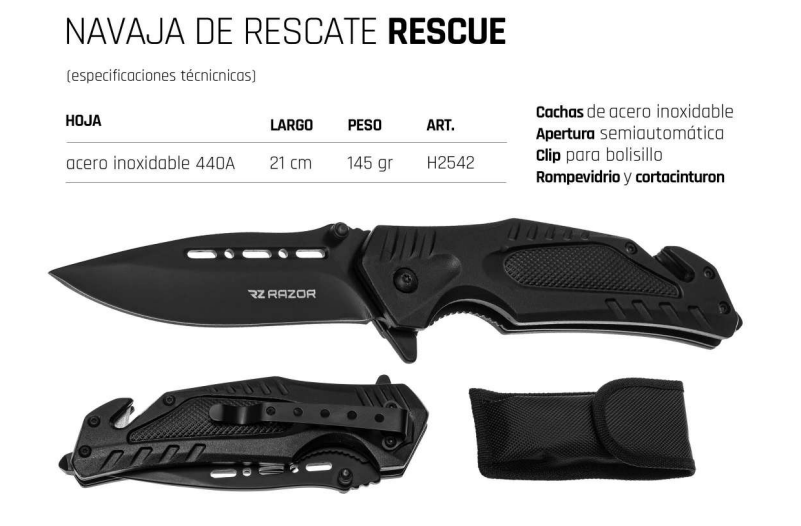 NAVAJA DE RESCATE RESCUE
(especificaciones técnicnicas)
HOJA LARGO PESO ART.
acero inoxidable 440A 21 cm 145 gr H2542
Cachas de acero inoxidable
Apertura semiautomática
Clip para bolisillo
Rompevidrio y cortacinturon
RZ RAZOR